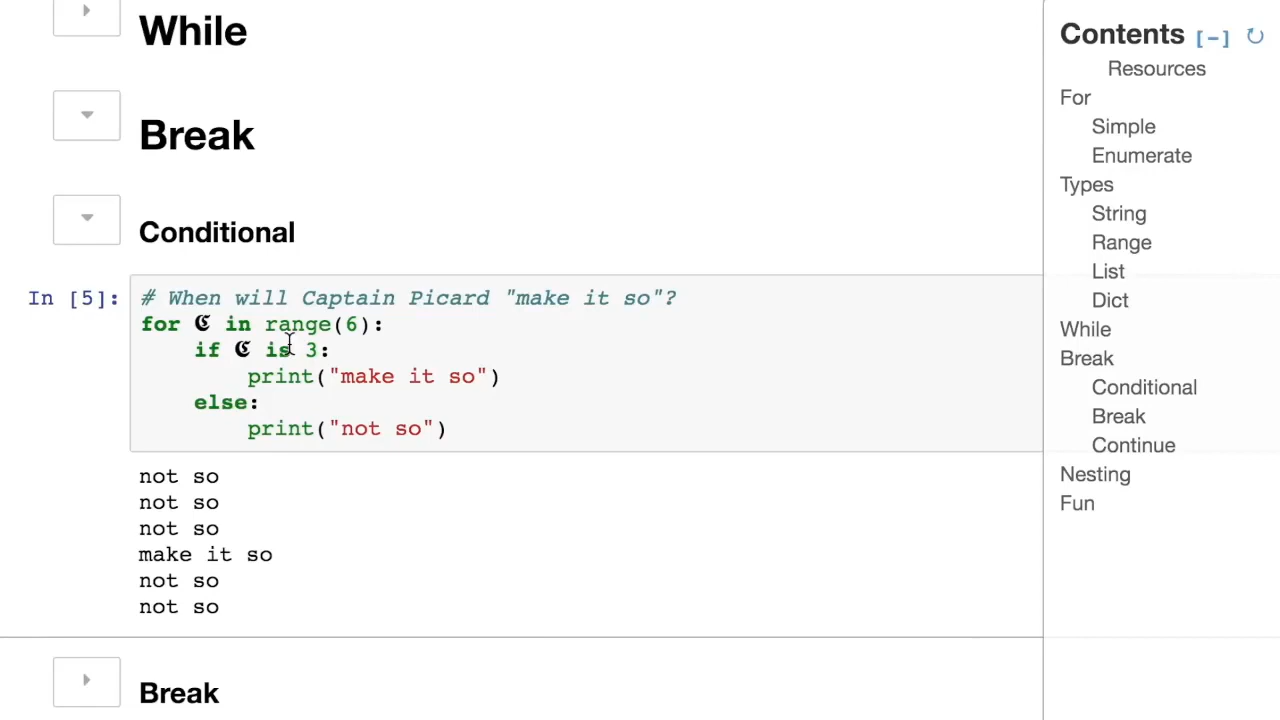 While
Break
Conditional
In [5]:
# When will Captain Picard "make it so"?
for ℭ in range(6):
    if ℭ is 3:
        print("make it so")
    else:
        print("not so")
not so
not so
not so
make it so
not so
not so
Break
Contents [-] ↻
Resources
For
Simple
Enumerate
Types
String
Range
List
Dict
While
Break
Conditional
Break
Continue
Nesting
Fun